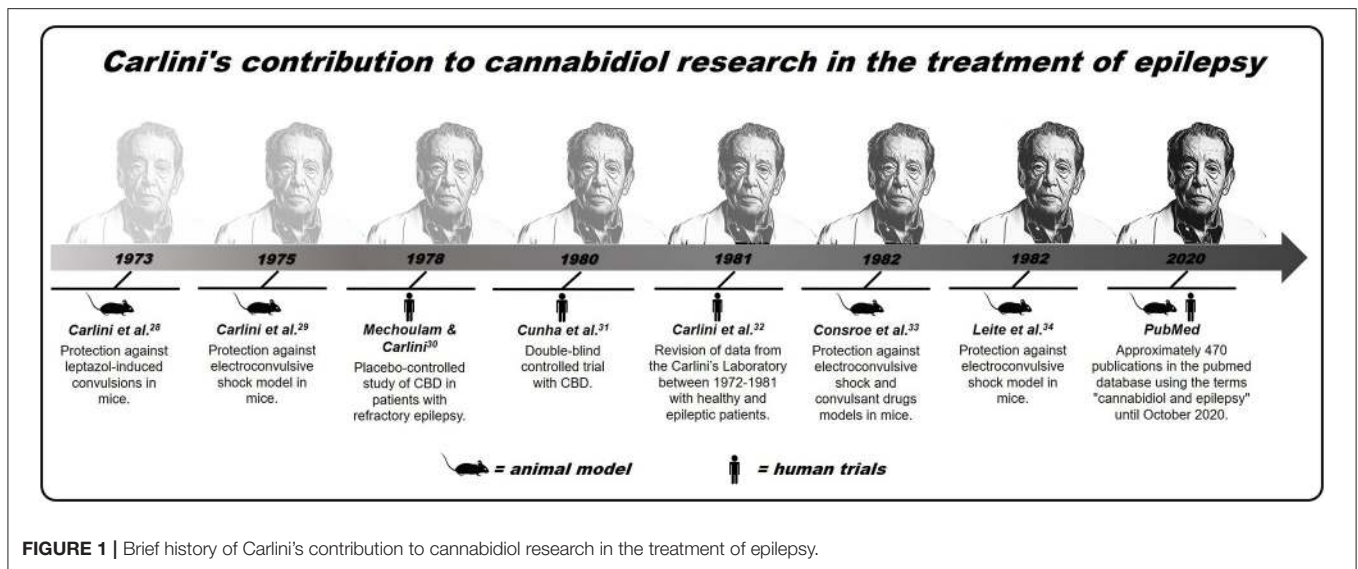 Carlini's contribution to cannabidiol research in the treatment of epilepsy
1973
1975
1978
1980
1981
1982
1982
2020
Carlini et al.28
Protection against
leptazol-induced
convulsions in
mice.
Carlini et al.29
Protection against
electroconvulsive
shock model in
mice.
Mechoulam &
Carlini30
Placebo-controlled
study of CBD in
patients with
refractory epilepsy.
Cunha et al.31
Double-blind
controlled trial
with CBD.
Carlini et al.32
Revision of data from
the Carlini's Laboratory
between 1972-1981
with healthy and
epileptic patients.
Consroe et al.33
Protection against
electroconvulsive
shock and
convulsant drugs
models in mice.
Leite et al.34
Protection against
electroconvulsive
shock model in
mice.
PubMed
Approximately 470
publications in the pubmed
database using the terms
"cannabidiol and epilepsy"
until October 2020.
= animal model
= human trials
FIGURE 1 | Brief history of Carlini's contribution to cannabidiol research in the treatment of epilepsy.